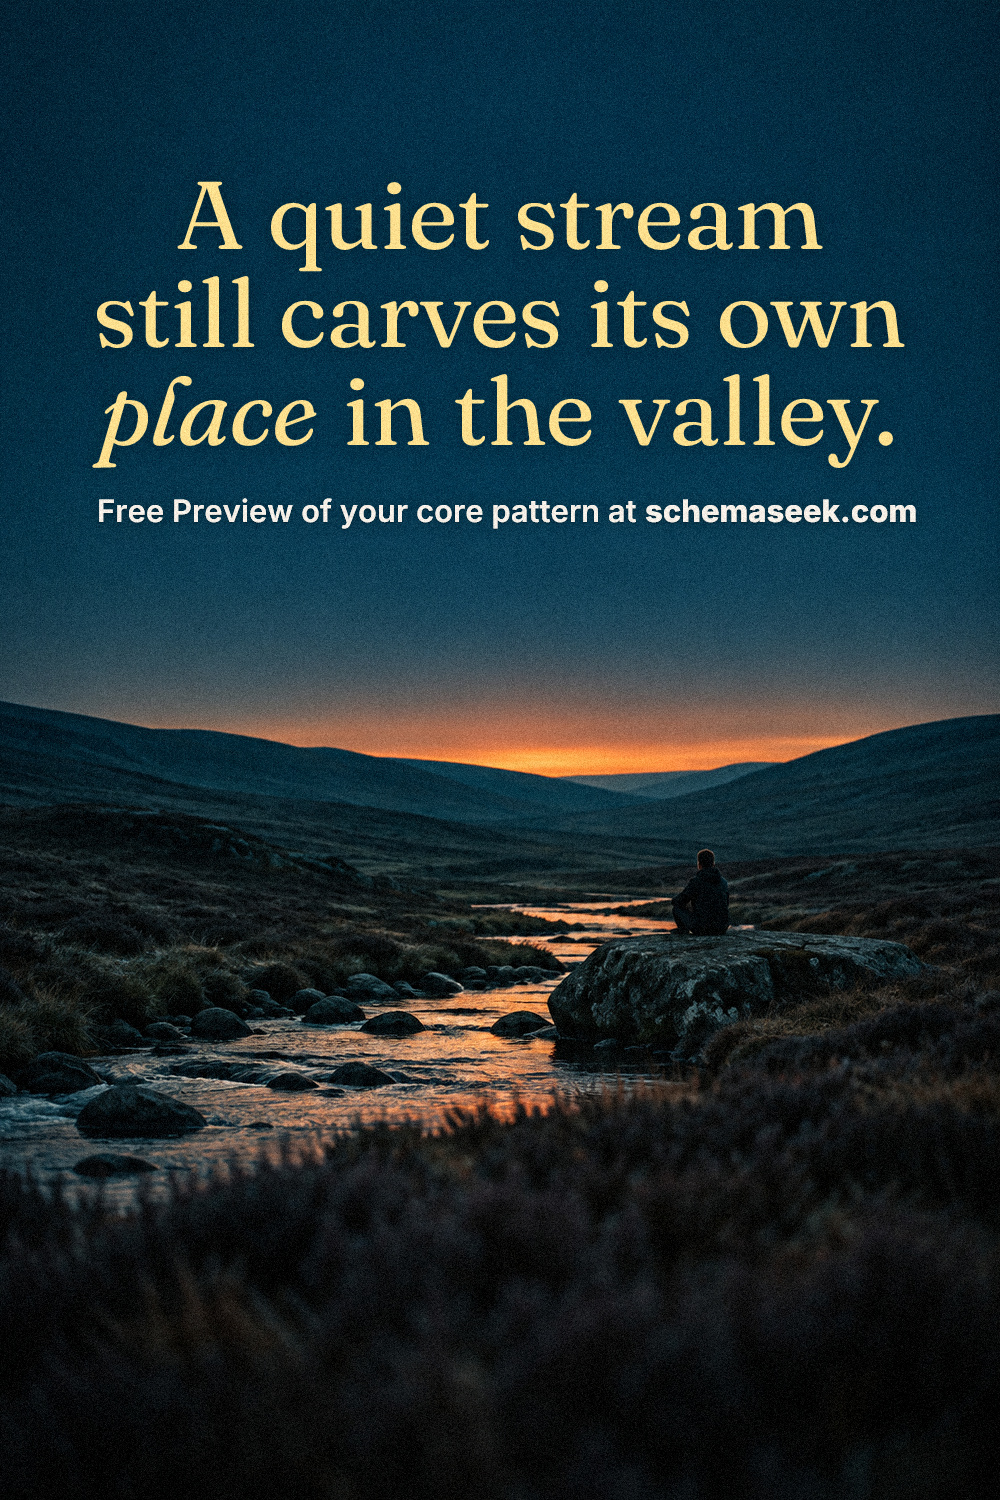 A quiet stream
still carves its own
place in the valley.
Free Preview of your core pattern at schemaseek.com